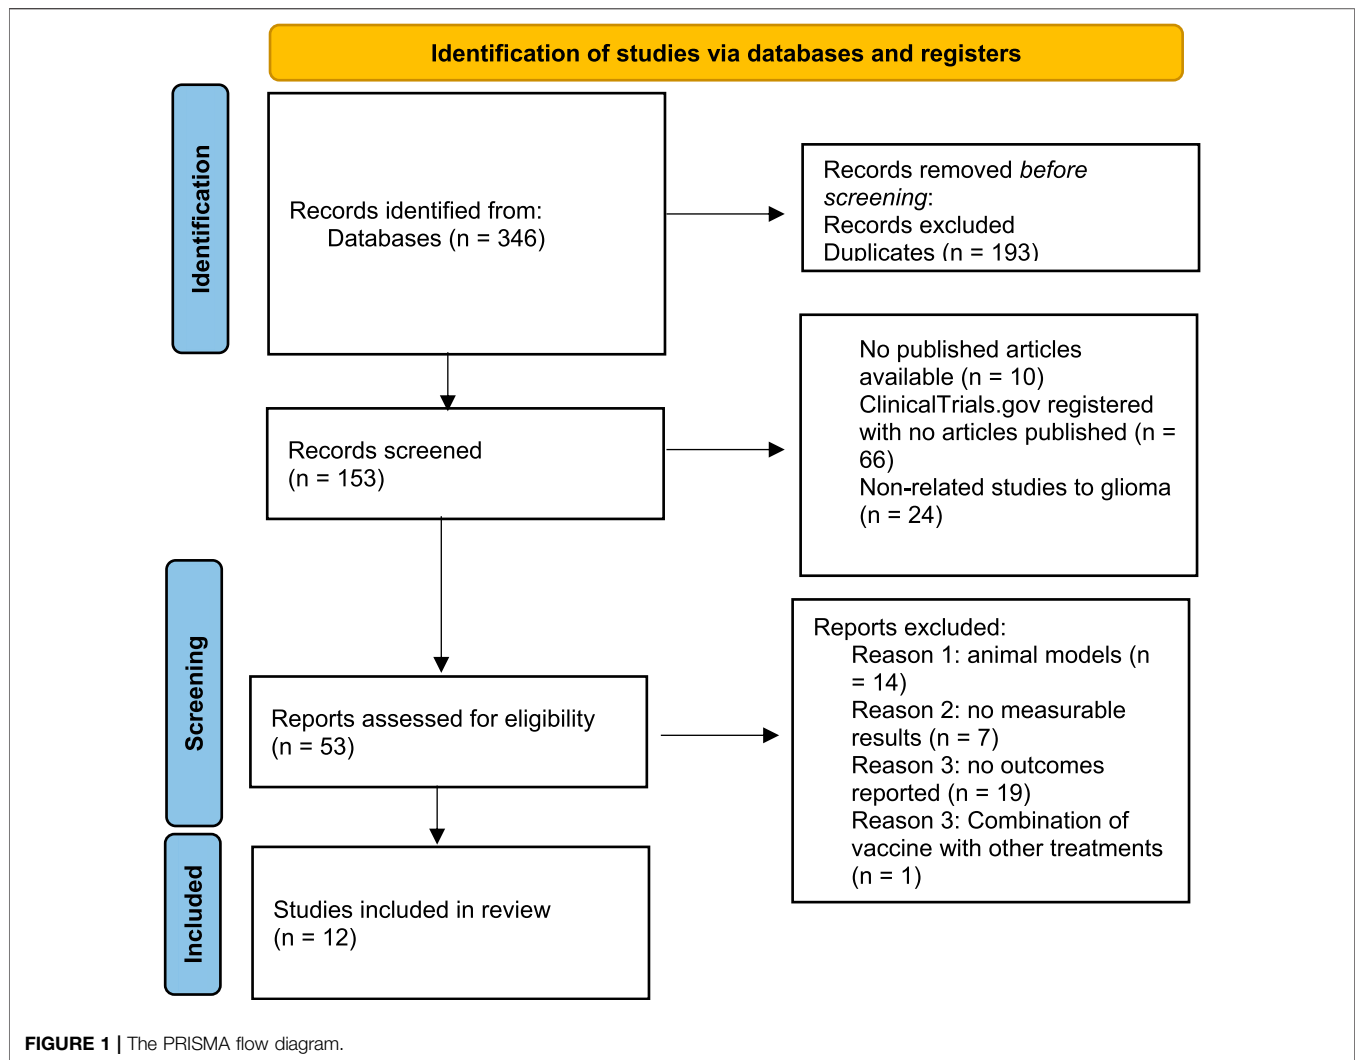 Identification of studies via databases and registers
Identification
Records identified from:
Databases (n = 346)
Records removed before
screening:
Records excluded
Duplicates (n = 193)
Records screened
(n = 153)
No published articles
available (n = 10)
ClinicalTrials.gov registered
with no articles published (n =
66)
Non-related studies to glioma
(n = 24)
Screening
Reports assessed for eligibility
(n = 53)
Reports excluded:
Reason 1: animal models (n
= 14)
Reason 2: no measurable
results (n = 7)
Reason 3: no outcomes
reported (n = 19)
Reason 3: Combination of
vaccine with other treatments
(n = 1)
Included
Studies included in review
(n = 12)
FIGURE 1 | The PRISMA flow diagram.